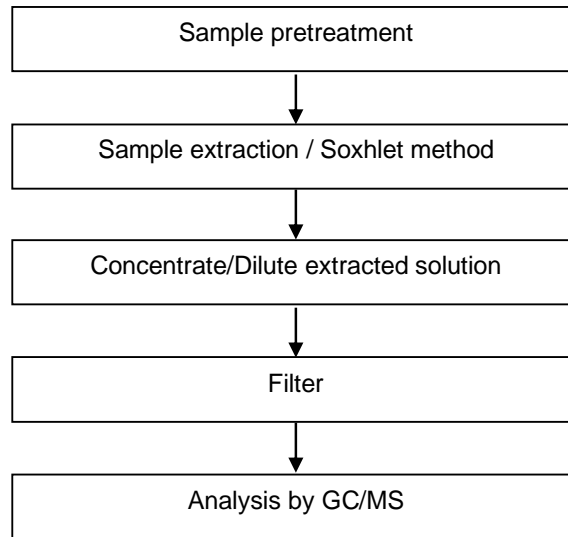 Sample pretreatment
Sample extraction / Soxhlet method
Concentrate/Dilute extracted solution
Filter
Analysis by GC/MS